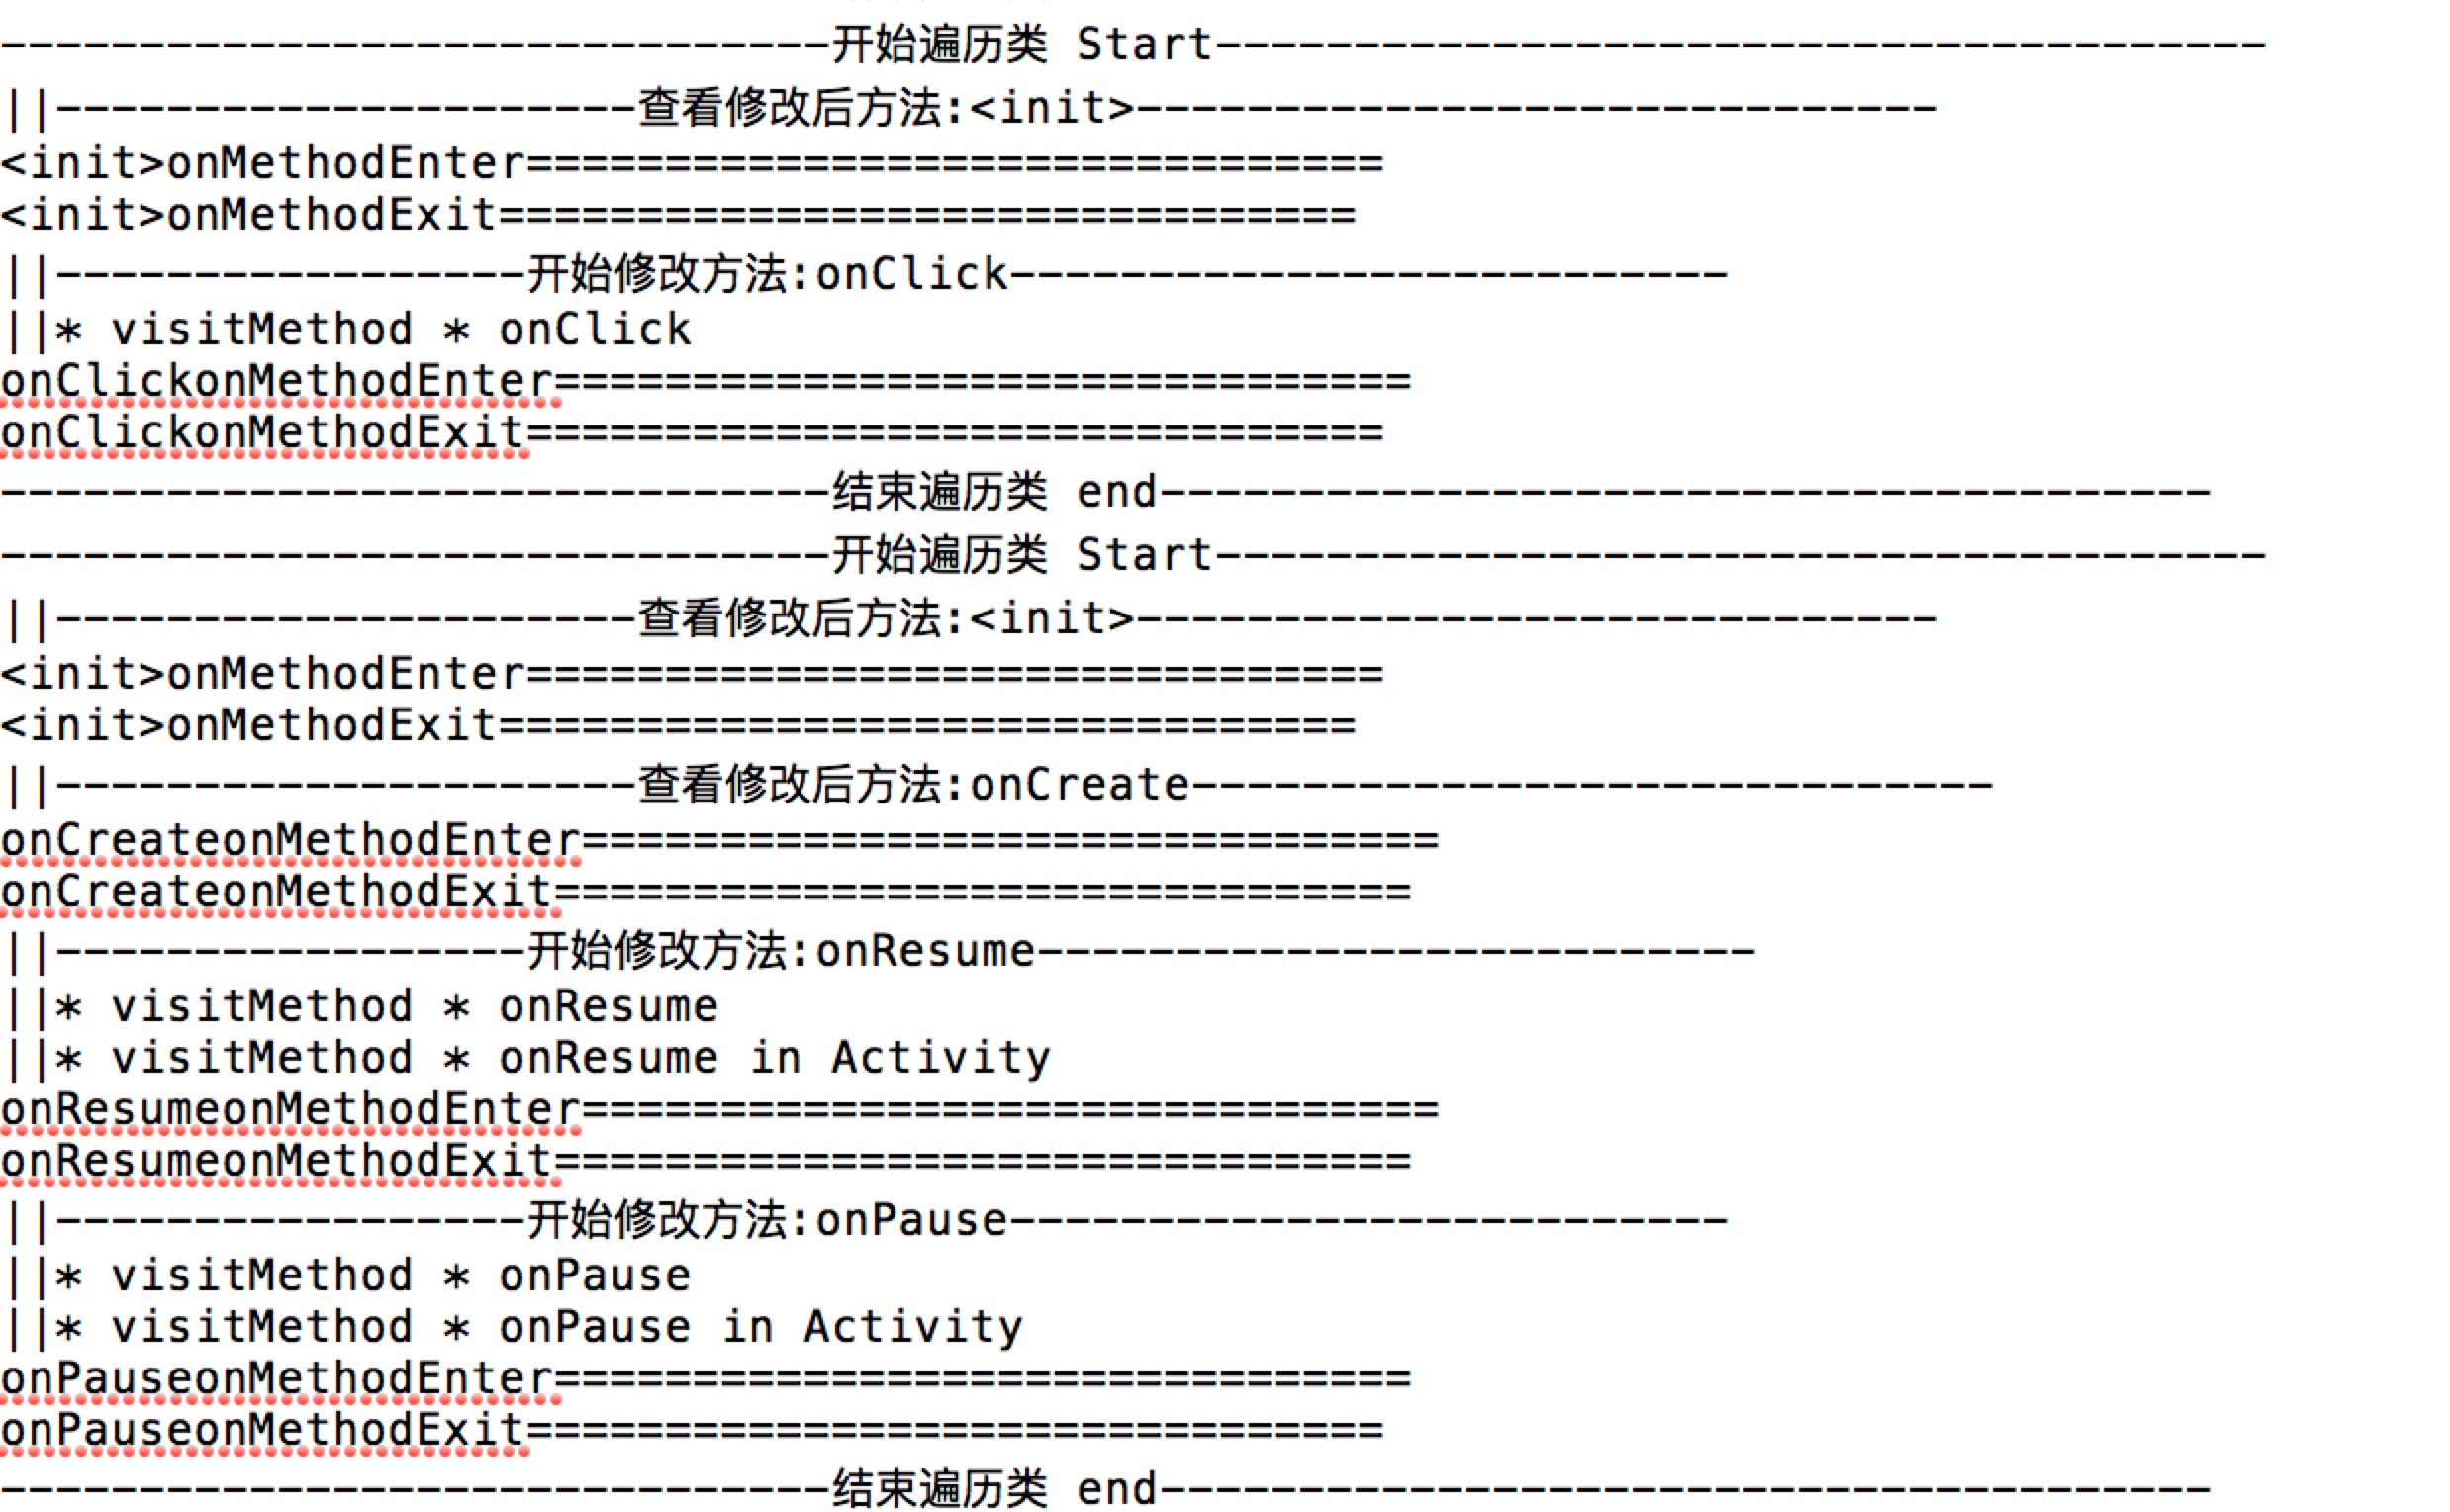 ------------------------------开始遍历类 Start--------------------------------------
||---------------------查看修改后方法:<init>-----------------------------
<init>onMethodEnter===============================
<init>onMethodExit===============================
||-----------------开始修改方法:onClick--------------------------
||* visitMethod * onClick
onClickonMethodEnter===============================
onClickonMethodExit===============================
------------------------------结束遍历类 end--------------------------------------
------------------------------开始遍历类 Start--------------------------------------
||---------------------查看修改后方法:<init>-----------------------------
<init>onMethodEnter===============================
<init>onMethodExit===============================
||---------------------查看修改后方法:onCreate-----------------------------
onCreateonMethodEnter===============================
onCreateonMethodExit===============================
||-----------------开始修改方法:onResume--------------------------
||* visitMethod * onResume
||* visitMethod * onResume in Activity
onResumeonMethodEnter===============================
onResumeonMethodExit===============================
||-----------------开始修改方法:onPause--------------------------
||* visitMethod * onPause
||* visitMethod * onPause in Activity
onPauseonMethodEnter===============================
onPauseonMethodExit===============================
------------------------------结束遍历类 end--------------------------------------